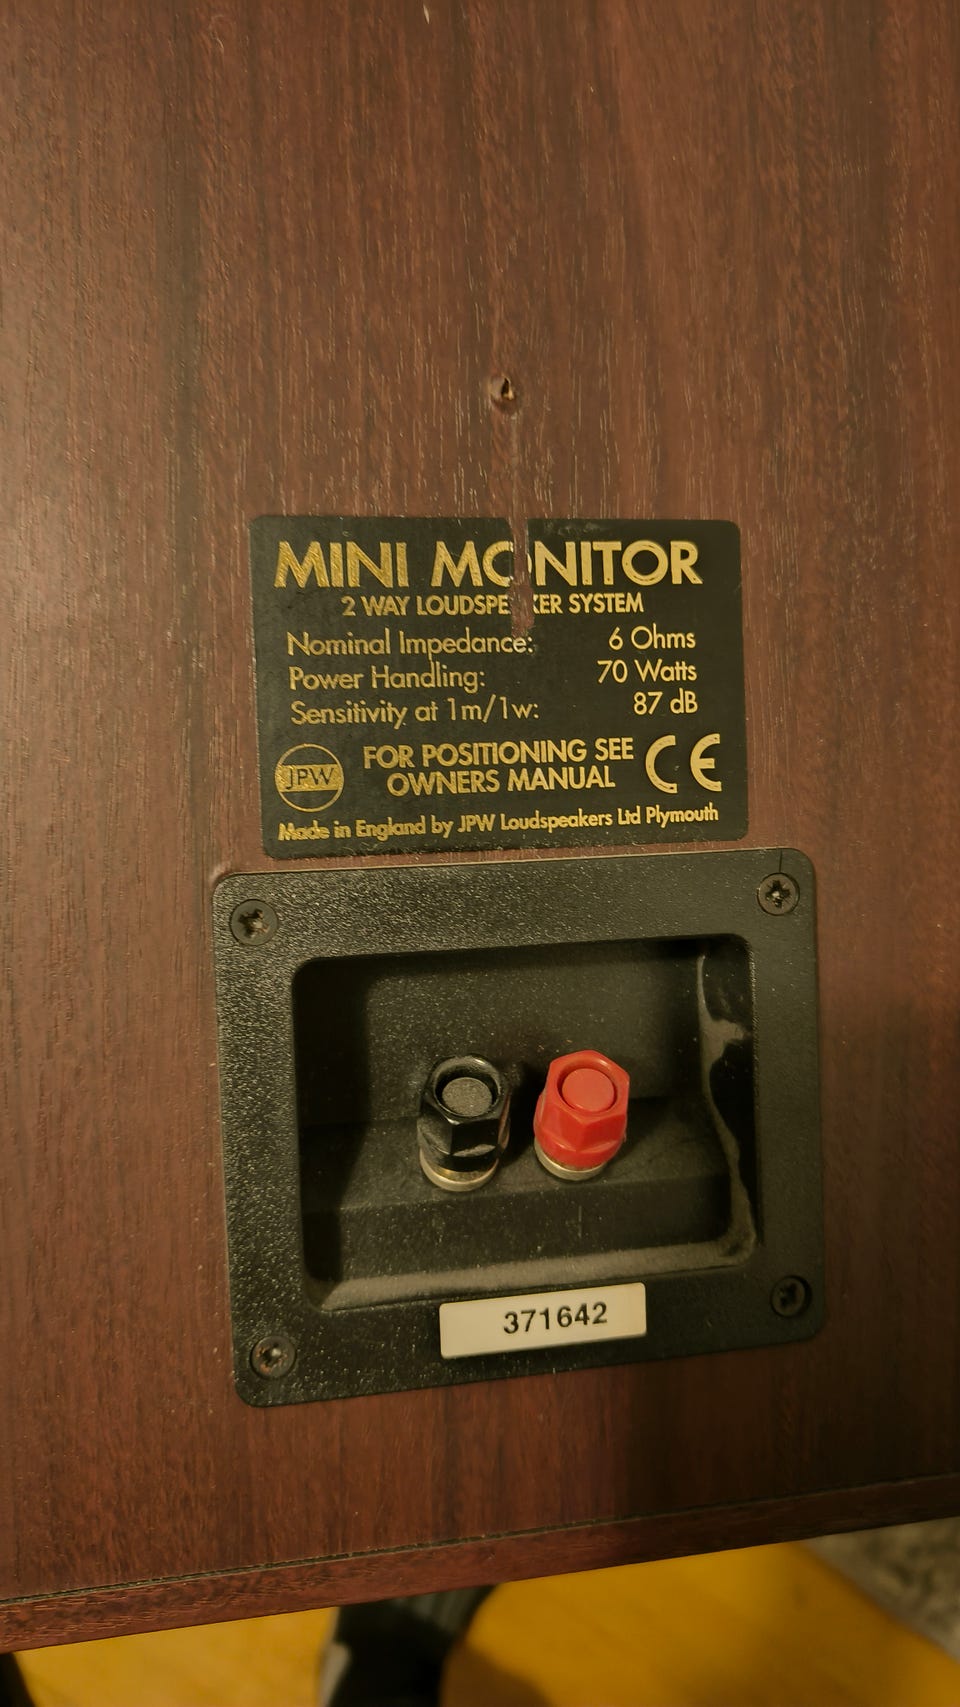 MINI MONITOR
2 WAY LOUDSPEAKER SYSTEM
Nominal Impedance: 6 Ohms
Power Handling: 70 Watts
Sensitivity at 1m/1w: 87 dB
JPW
FOR POSITIONING SEE
OWNERS MANUAL
CE
Made in England by JPW Loudspeakers Ltd Plymouth
371642